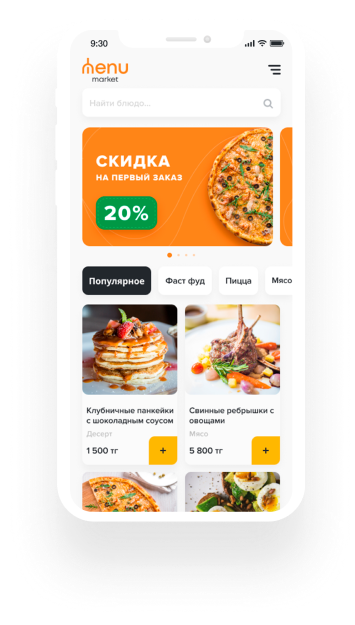 9:30
menu
market
Найти блюдо...
СКИДКА
НА ПЕРВЫЙ ЗАКАЗ
20%
Популярное Фаст фуд Пицца Мясо
Клубничные панкейки
с шоколадным соусом
Десерт
1 500 тг +
Свинные ребрышки с
овощами
Мясо
5 800 тг +